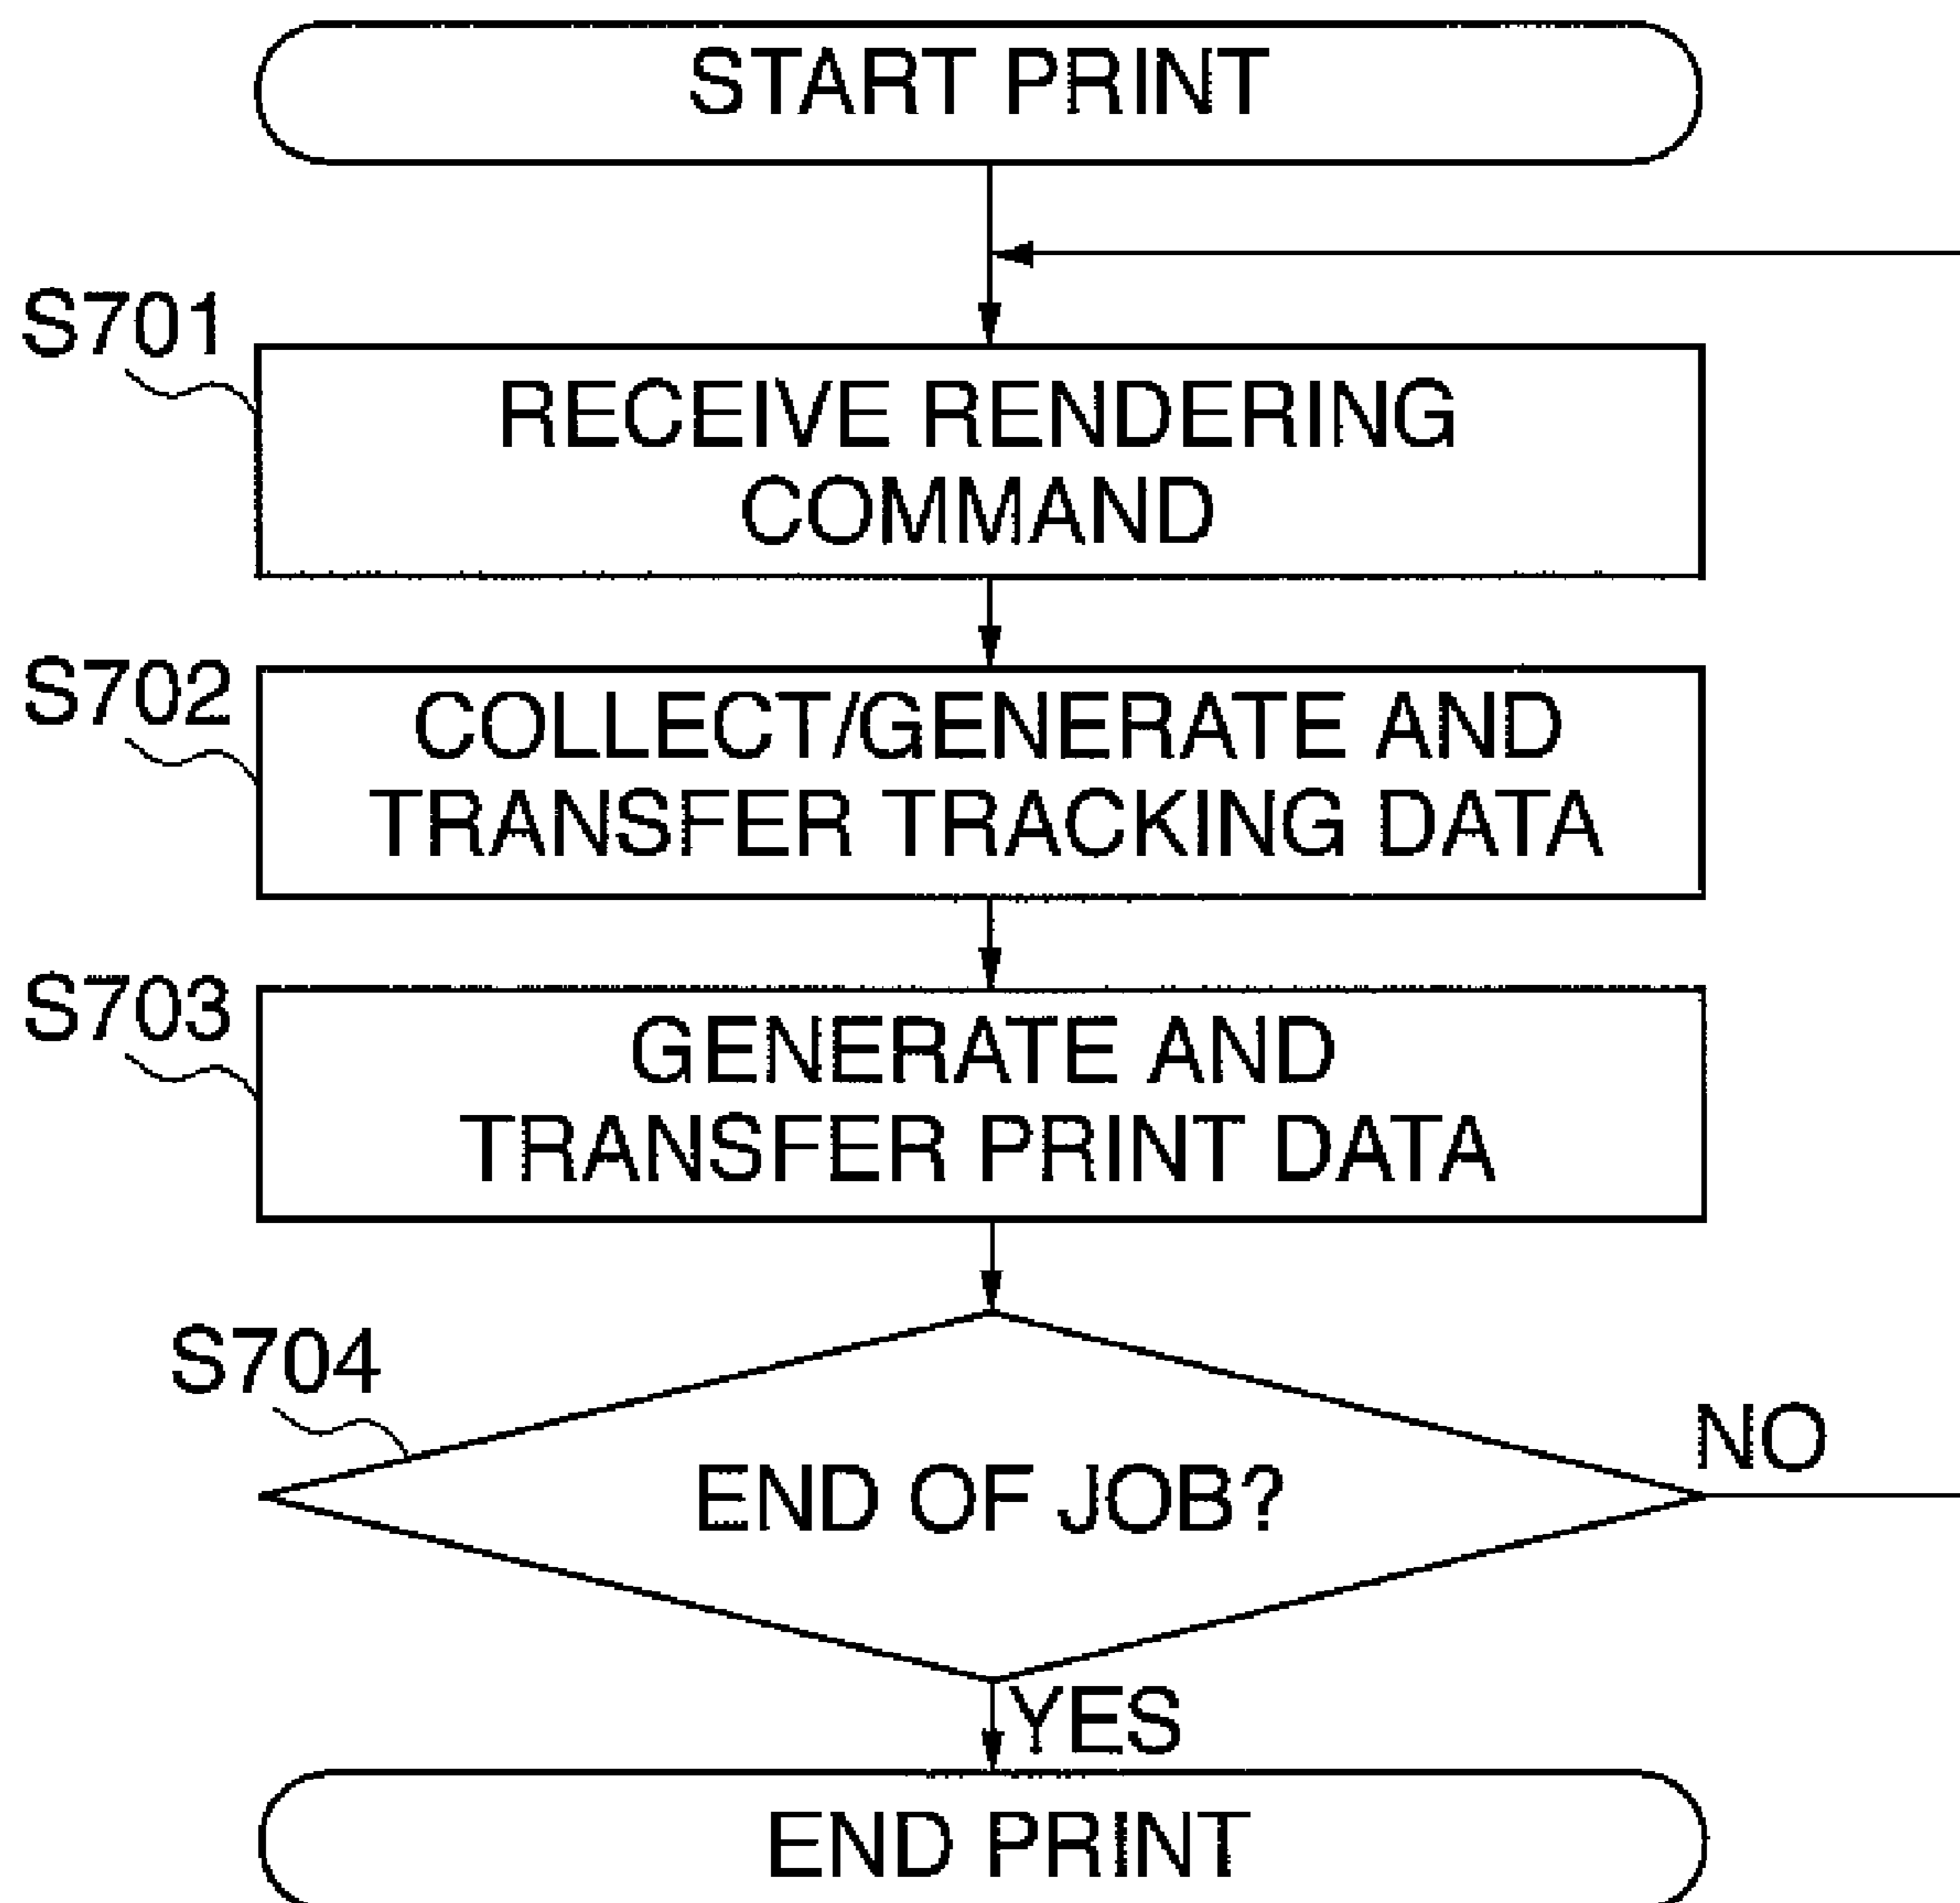 START PRINT
S701
RECEIVE RENDERING
COMMAND
S702
COLLECT/GENERATE AND
TRANSFER TRACKING DATA
S703
GENERATE AND
TRANSFER PRINT DATA
S704
END OF JOB?
NO
YES
END PRINT